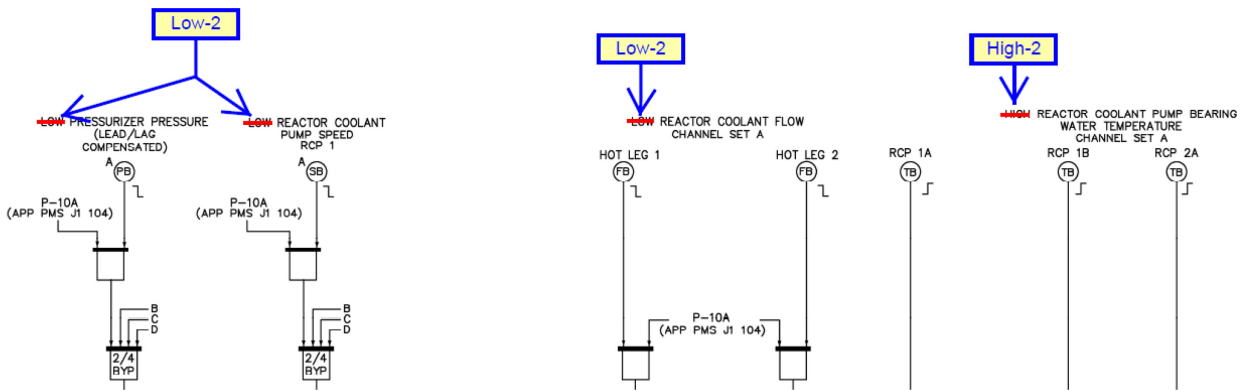 Low-2
Low-2
High-2
LOW PRESSURIZER PRESSURE
(LEAD/LAG
COMPENSATED)
A
PB
LOW REACTOR COOLANT
PUMP SPEED
RCP 1
A
SB
LOW REACTOR COOLANT FLOW
CHANNEL SET A
HOT LEG 1
FB
HOT LEG 2
FB
HIGH REACTOR COOLANT PUMP BEARING
WATER TEMPERATURE
CHANNEL SET A
RCP 1A
TB
RCP 1B
TB
RCP 2A
TB
P-10A
(APP PMS J1 104)
P-10A
(APP PMS J1 104)
B
C
D
2/4
BYP
B
C
D
2/4
BYP
P-10A
(APP PMS J1 104)